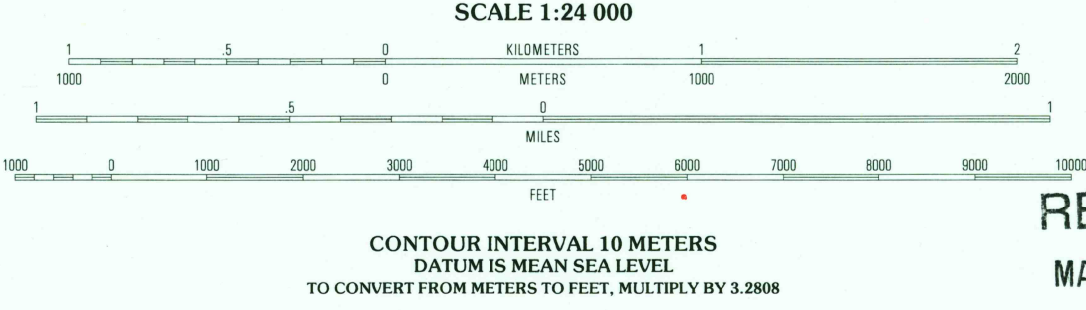 SCALE 1:24 000
1 .5 0 KILOMETERS 1 2
1000 0 METERS 1000 2000
1 .5 0 1
MILES
1000 0 1000 2000 3000 4000 5000 6000 7000 8000 9000 10000
FEET
CONTOUR INTERVAL 10 METERS
DATUM IS MEAN SEA LEVEL
TO CONVERT FROM METERS TO FEET, MULTIPLY BY 3.2808